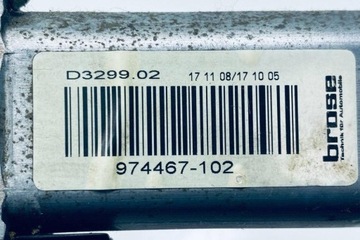 D3299.02 17 11 08/17 10 05
974467-102
brose
Technik für Automobile